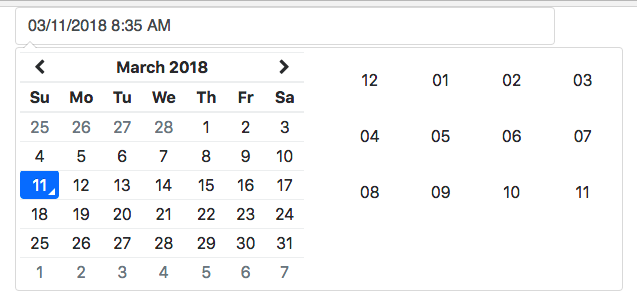 03/11/2018 8:35 AM
March 2018
Su Mo Tu We Th Fr Sa
25 26 27 28 1 2 3
4 5 6 7 8 9 10
11 12 13 14 15 16 17
18 19 20 21 22 23 24
25 26 27 28 29 30 31
1 2 3 4 5 6 7
12 01 02 03
04 05 06 07
08 09 10 11